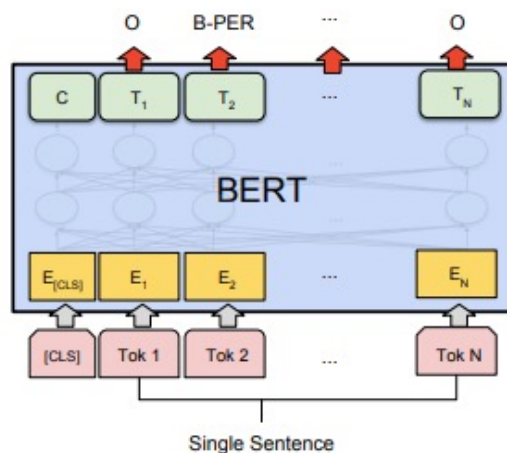 O B-PER ... O
C T1 T2 ... TN
...
BERT
...
E[CLS] E1 E2 ... EN
[CLS] Tok 1 Tok 2 ... Tok N
Single Sentence